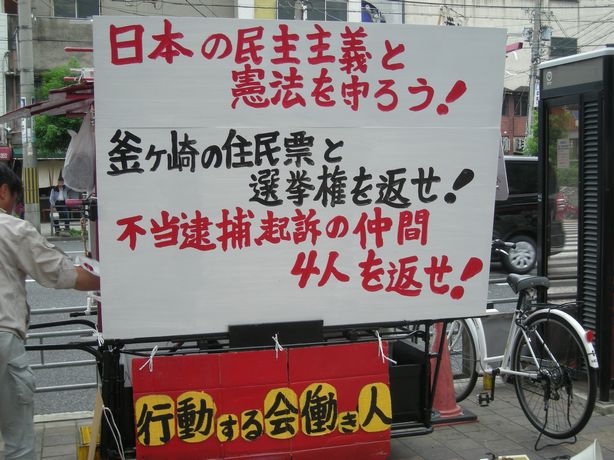 日本の民主主義と
憲法を守ろう!
釜ヶ崎の住民票と
選挙権を返せ!
不当逮捕、起訴の仲間
4人を返せ!
行動する会働き人